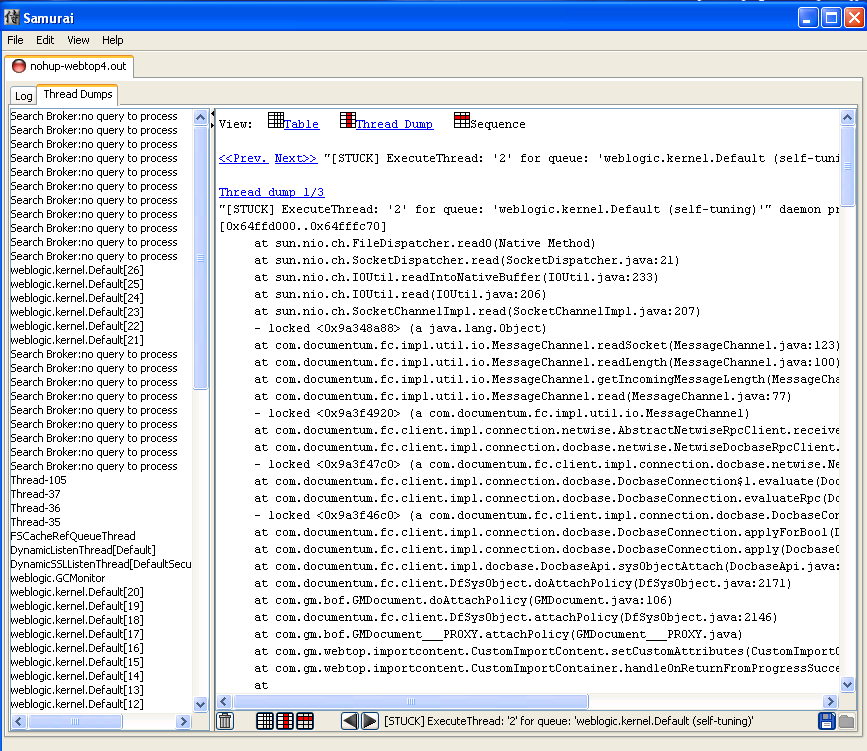 Samurai
File Edit View Help
nohup-webtop4.out
Log Thread Dumps
Search Broker:no query to process
Search Broker:no query to process
Search Broker:no query to process
Search Broker:no query to process
Search Broker:no query to process
Search Broker:no query to process
Search Broker:no query to process
Search Broker:no query to process
Search Broker:no query to process
Search Broker:no query to process
Search Broker:no query to process
weblogic.kernel.Default[26]
weblogic.kernel.Default[25]
weblogic.kernel.Default[24]
weblogic.kernel.Default[23]
weblogic.kernel.Default[22]
weblogic.kernel.Default[21]
Search Broker:no query to process
Search Broker:no query to process
Search Broker:no query to process
Search Broker:no query to process
Search Broker:no query to process
Search Broker:no query to process
Search Broker:no query to process
Search Broker:no query to process
Search Broker:no query to process
Thread-105
Thread-37
Thread-36
Thread-35
FSCacheRefQueueThread
DynamicListenThread[Default]
DynamicSSLListenThread[DefaultSecu
weblogic.GCMonitor
weblogic.kernel.Default[20]
weblogic.kernel.Default[19]
weblogic.kernel.Default[18]
weblogic.kernel.Default[17]
weblogic.kernel.Default[16]
weblogic.kernel.Default[15]
weblogic.kernel.Default[14]
weblogic.kernel.Default[13]
weblogic.kernel.Default[12]
View: Table Thread Dump Sequence
<<Prev. Next>> "[STUCK] ExecuteThread: '2' for queue: 'weblogic.kernel.Default (self-tuni
Thread dump 1/3
"[STUCK] ExecuteThread: '2' for queue: 'weblogic.kernel.Default (self-tuning)'" daemon pr
[0x64ffd000..0x64fffc70]
at sun.nio.ch.FileDispatcher.read0(Native Method)
at sun.nio.ch.SocketDispatcher.read(SocketDispatcher.java:21)
at sun.nio.ch.IOUtil.readIntoNativeBuffer(IOUtil.java:233)
at sun.nio.ch.IOUtil.read(IOUtil.java:206)
at sun.nio.ch.SocketChannelImpl.read(SocketChannelImpl.java:207)
- locked <0x9a348a88> (a java.lang.Object)
at com.documentum.fc.impl.util.io.MessageChannel.readSocket(MessageChannel.java:123)
at com.documentum.fc.impl.util.io.MessageChannel.readLength(MessageChannel.java:100)
at com.documentum.fc.impl.util.io.MessageChannel.getIncomingMessageLength(MessageCha
at com.documentum.fc.impl.util.io.MessageChannel.read(MessageChannel.java:77)
- locked <0x9a3f4920> (a com.documentum.fc.impl.util.io.MessageChannel)
at com.documentum.fc.client.impl.connection.netwise.AbstractNetwiseRpcClient.receive
at com.documentum.fc.client.impl.connection.docbase.netwise.NetwiseDocbaseRpcClient.
- locked <0x9a3f47c0> (a com.documentum.fc.client.impl.connection.docbase.netwise.Ne
at com.documentum.fc.client.impl.connection.docbase.DocbaseConnection$1.evaluate(Doc
at com.documentum.fc.client.impl.connection.docbase.DocbaseConnection.evaluateRpc(Do
- locked <0x9a3f46c0> (a com.documentum.fc.client.impl.connection.docbase.DocbaseCon
at com.documentum.fc.client.impl.connection.docbase.DocbaseConnection.applyForBool(D
at com.documentum.fc.client.impl.connection.docbase.DocbaseConnection.apply(DocbaseC
at com.documentum.fc.client.impl.docbase.DocbaseApi.sysObjectAttach(DocbaseApi.java:
at com.documentum.fc.client.DfSysObject.doAttachPolicy(DfSysObject.java:2171)
at com.gm.bof.GMDocument.doAttachPolicy(GMDocument.java:106)
at com.documentum.fc.client.DfSysObject.attachPolicy(DfSysObject.java:2146)
at com.gm.bof.GMDocument___PROXY.attachPolicy(GMDocument___PROXY.java)
at com.gm.webtop.importcontent.CustomImportContent.setCustomAttributes(CustomImportC
at com.gm.webtop.importcontent.CustomImportContainer.handleOnReturnFromProgressSucce
at
[STUCK] ExecuteThread: '2' for queue: 'weblogic.kernel.Default (self-tuning)'